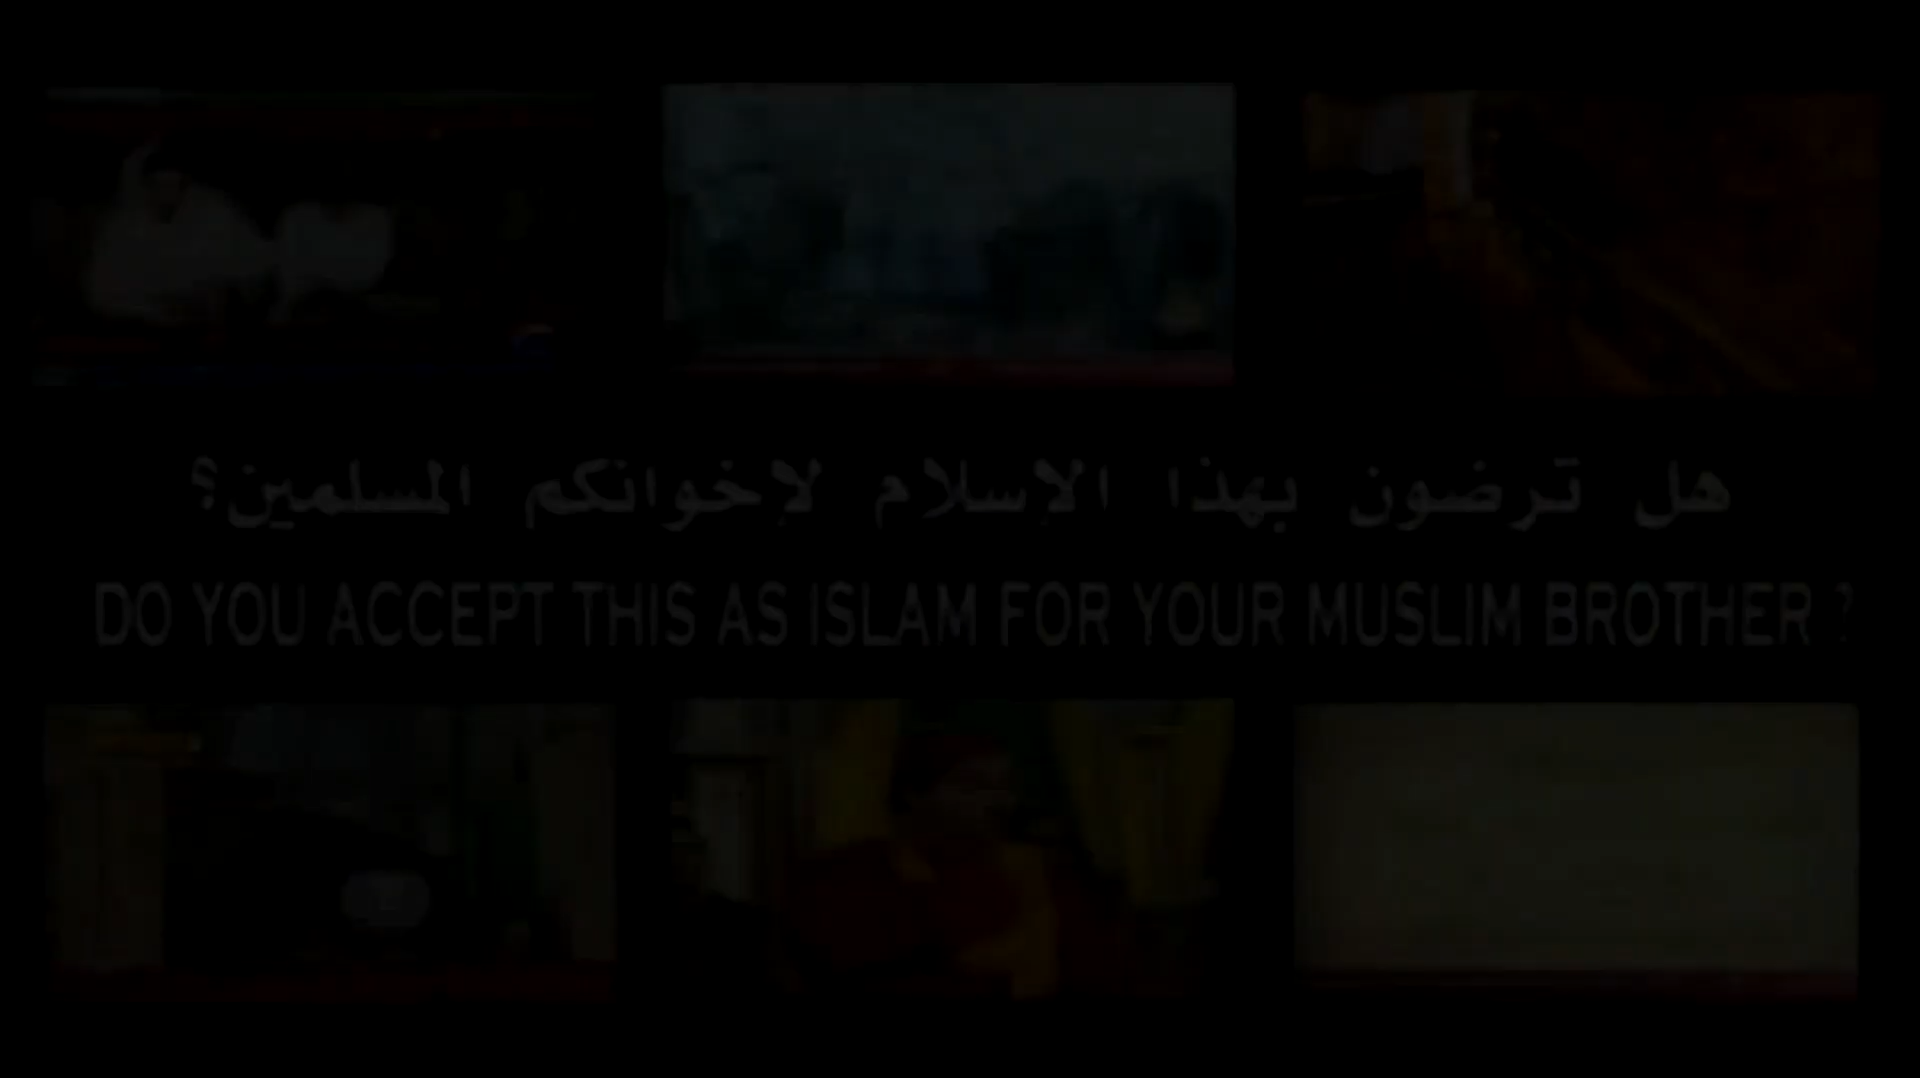 هل ترضون بهذا الإسلام لإخوانكم المسلمين؟
DO YOU ACCEPT THIS AS ISLAM FOR YOUR MUSLIM BROTHER ?